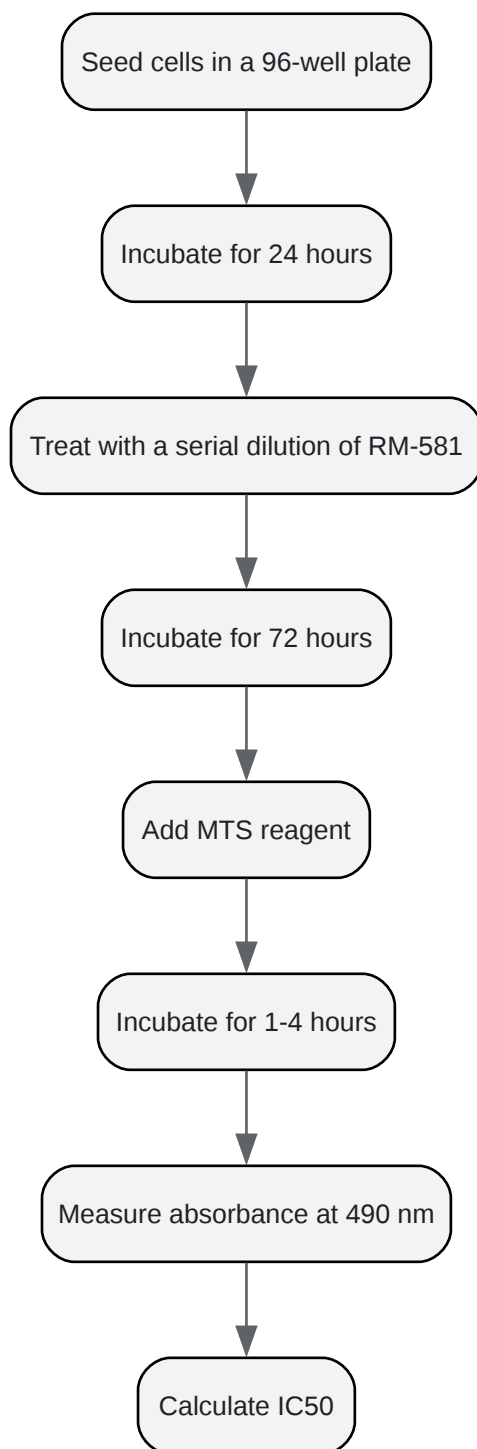 Seed cells in a 96-well plate
Incubate for 24 hours
Treat with a serial dilution of RM-581
Incubate for 72 hours
Add MTS reagent
Incubate for 1-4 hours
Measure absorbance at 490 nm
Calculate IC50